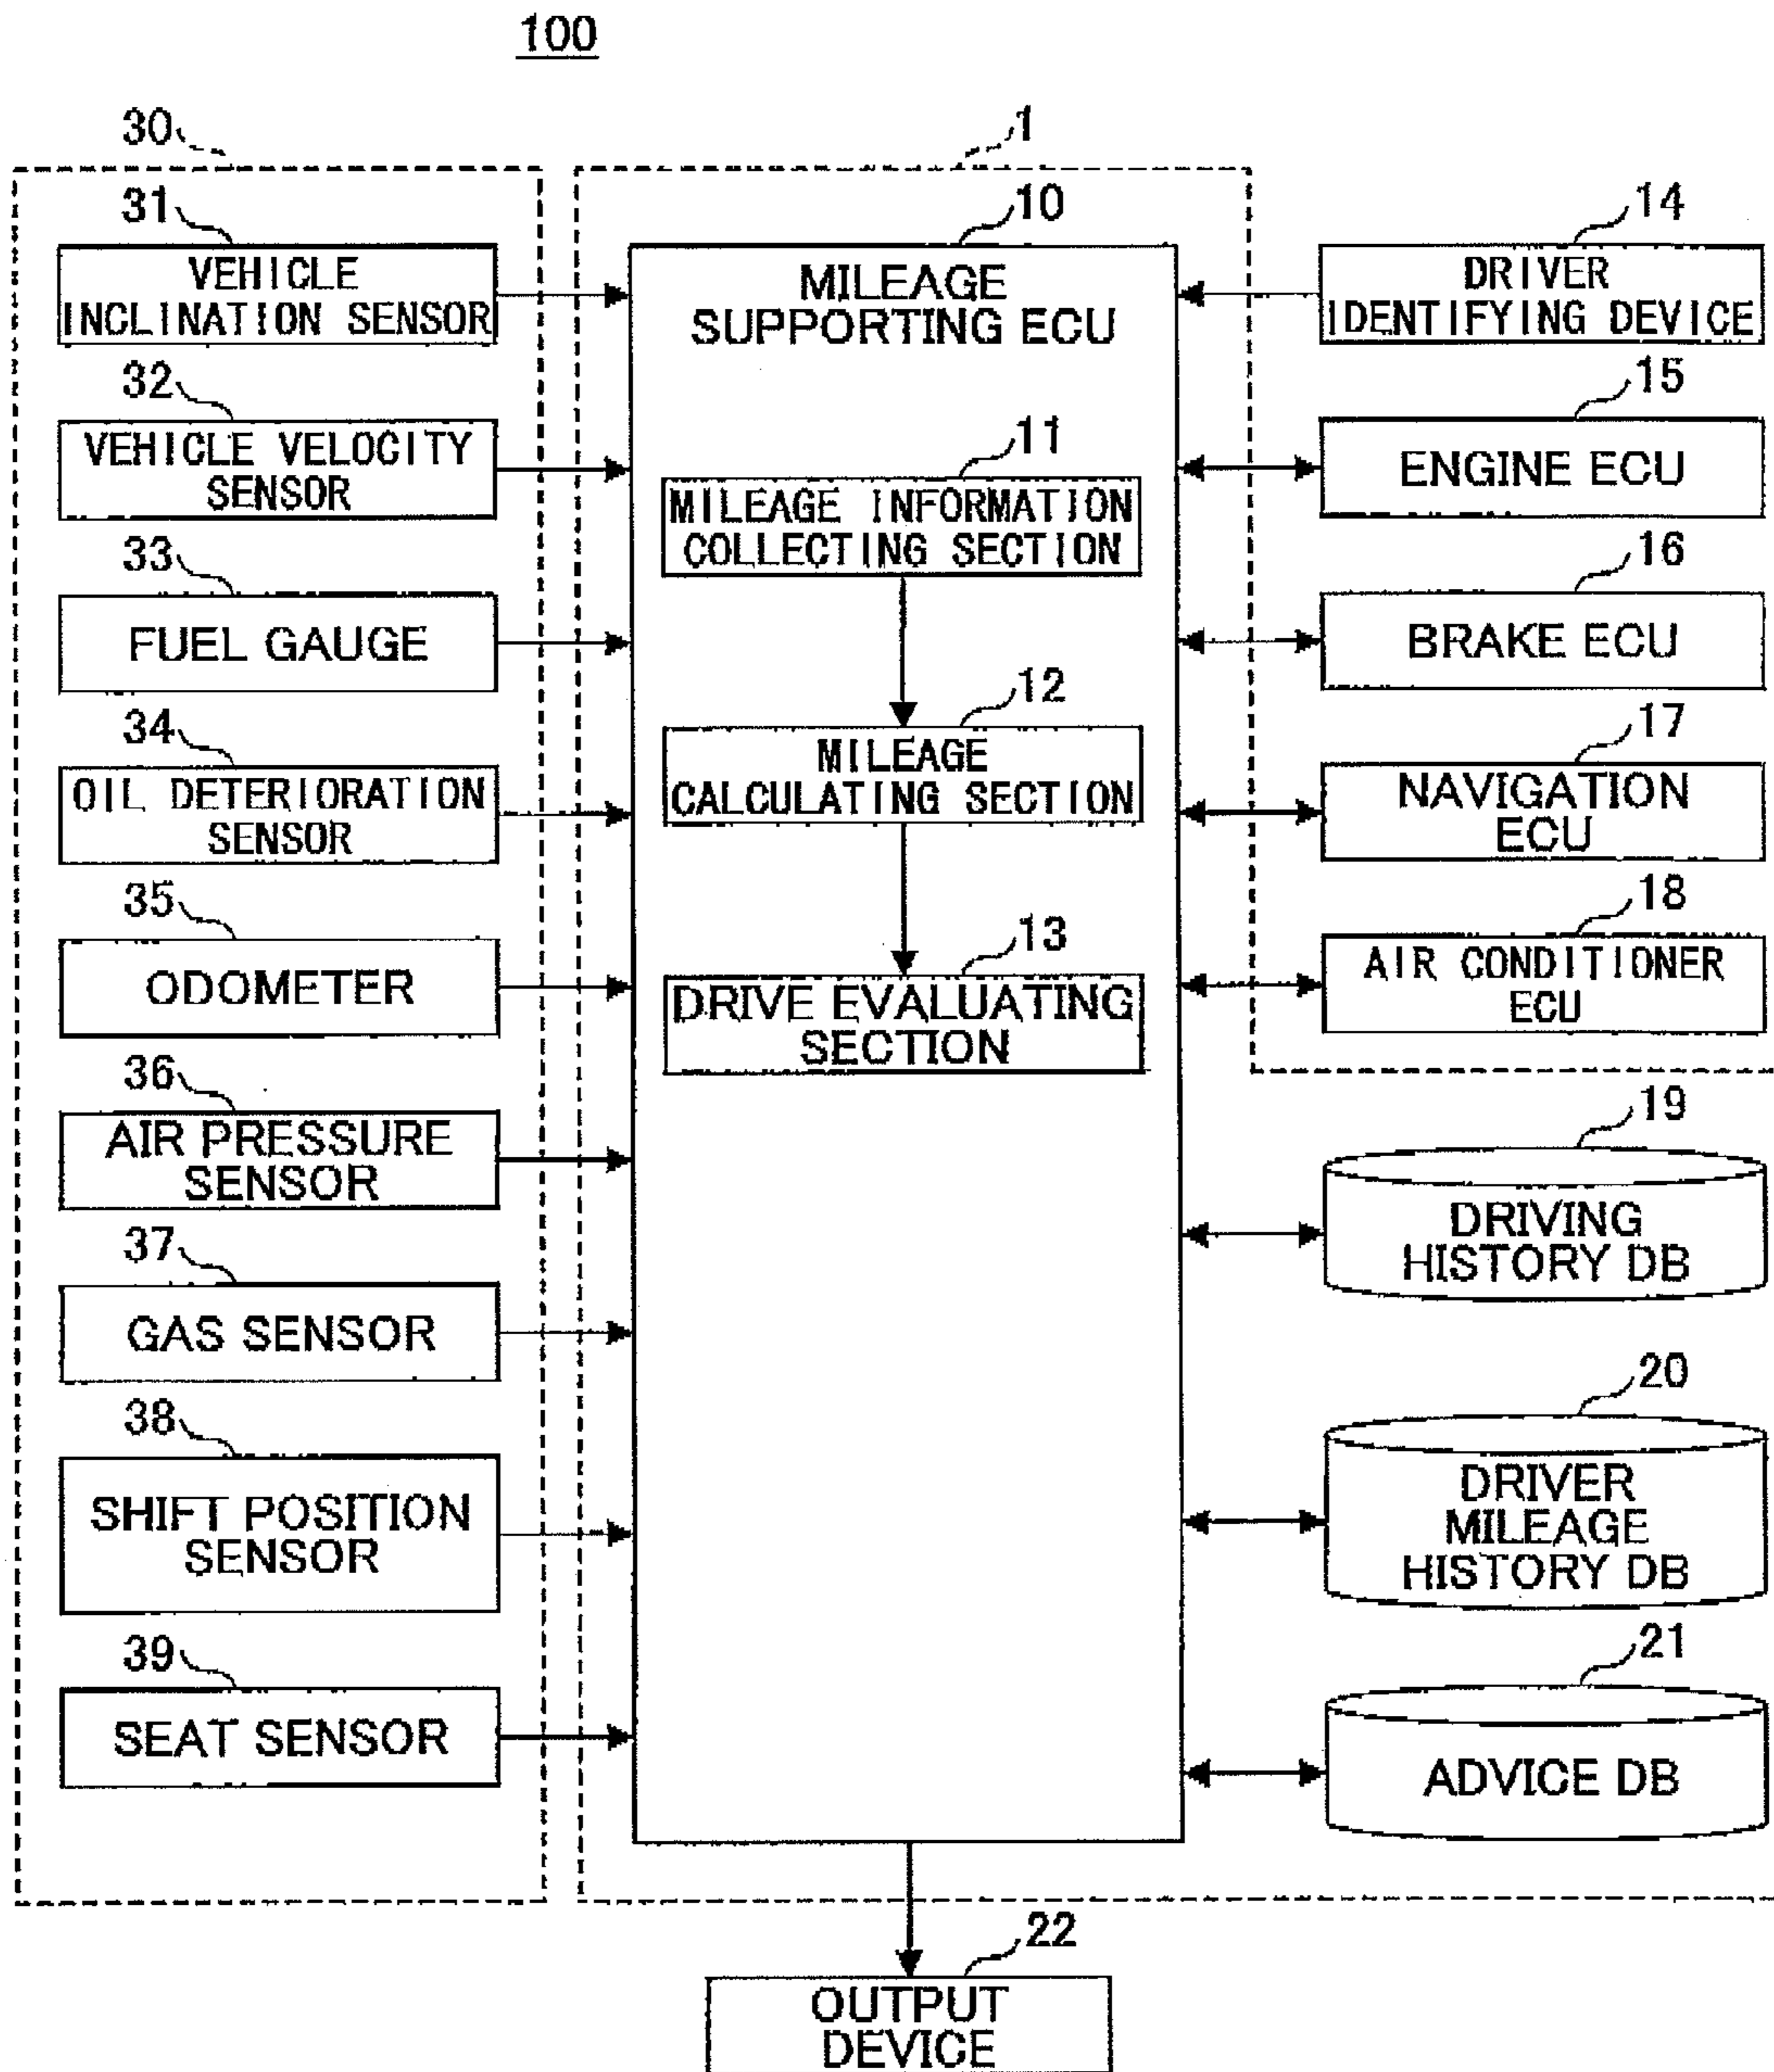 100
30
31
VEHICLE
INCLINATION SENSOR
32
VEHICLE VELOCITY
SENSOR
33
FUEL GAUGE
34
OIL DETERIORATION
SENSOR
35
ODOMETER
36
AIR PRESSURE
SENSOR
37
GAS SENSOR
38
SHIFT POSITION
SENSOR
39
SEAT SENSOR
1
10
MILEAGE
SUPPORTING ECU
11
MILEAGE INFORMATION
COLLECTING SECTION
12
MILEAGE
CALCULATING SECTION
13
DRIVE EVALUATING
SECTION
14
DRIVER
IDENTIFYING DEVICE
15
ENGINE ECU
16
BRAKE ECU
17
NAVIGATION
ECU
18
AIR CONDITIONER
ECU
19
DRIVING
HISTORY DB
20
DRIVER
MILEAGE
HISTORY DB
21
ADVICE DB
22
OUTPUT
DEVICE